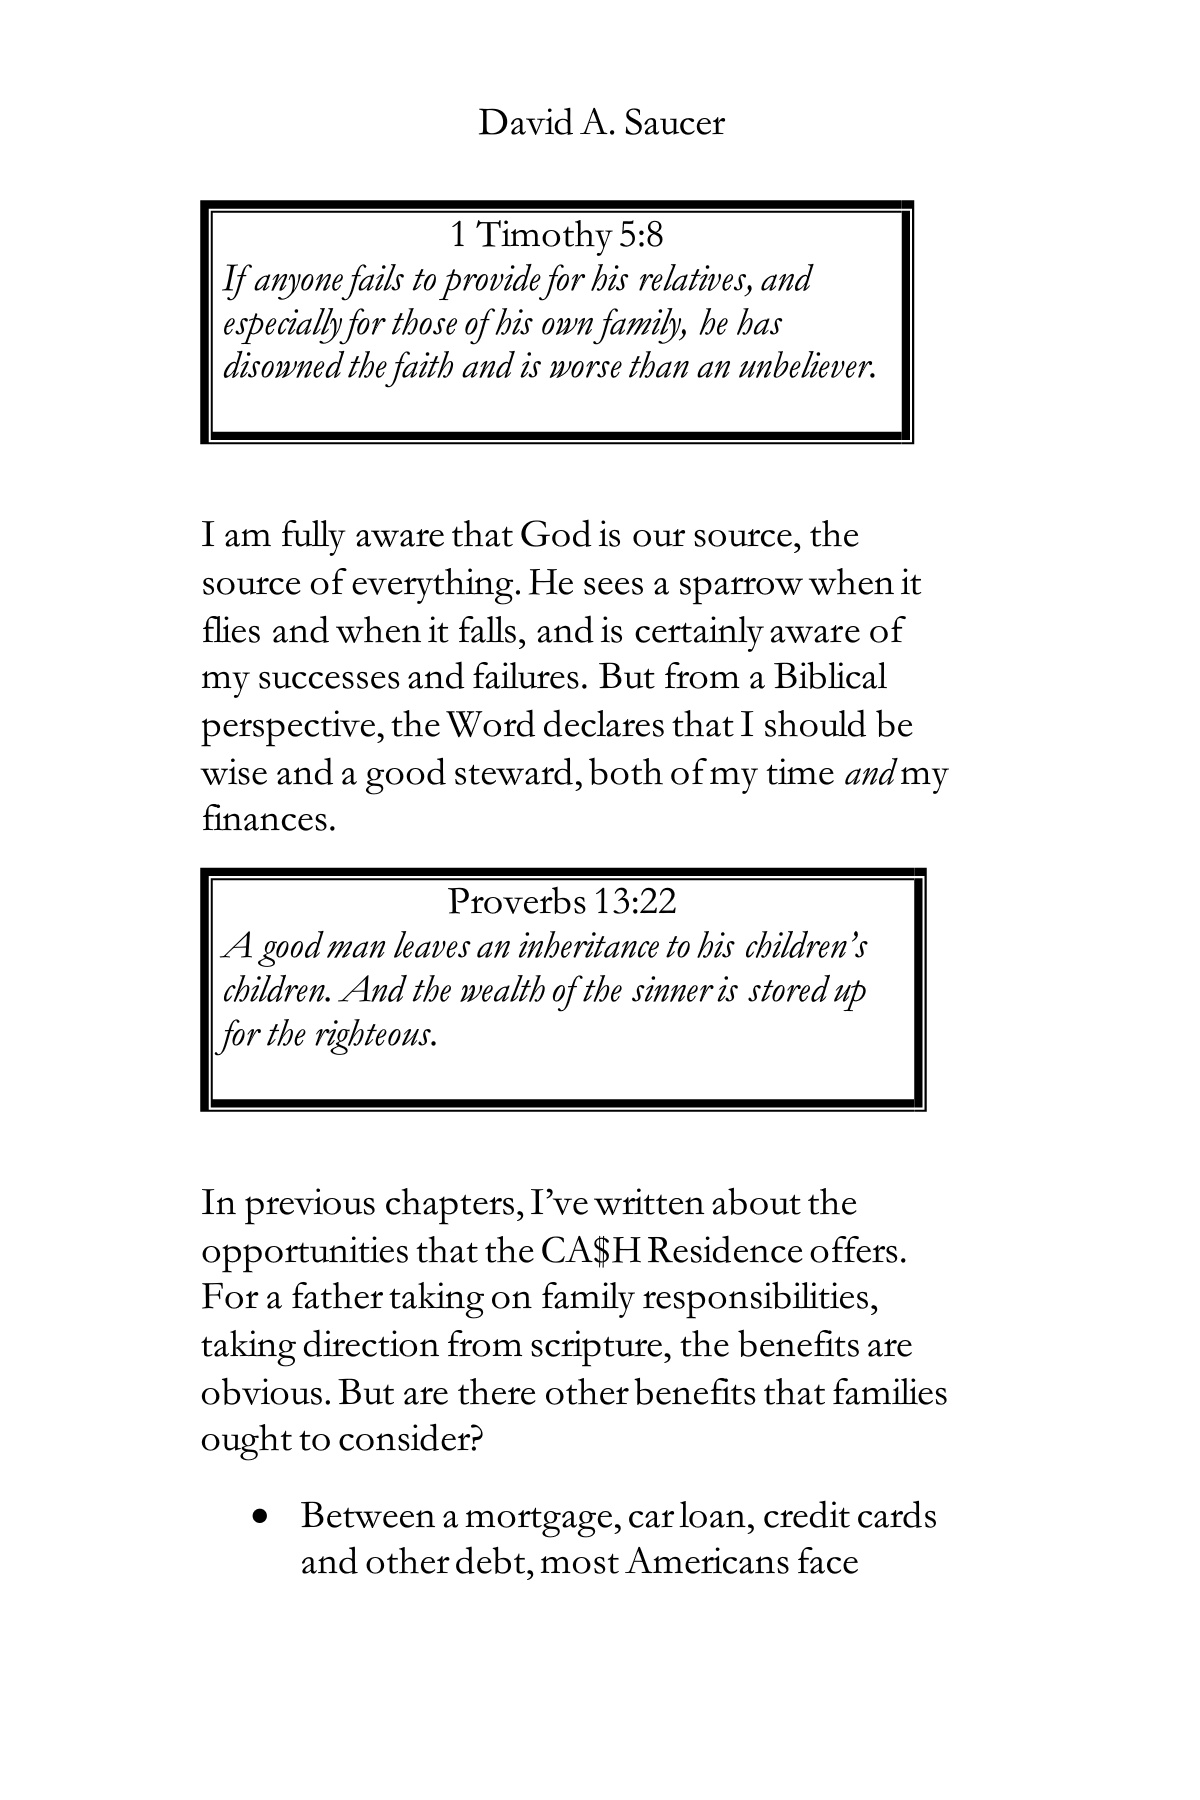 David A. Saucer
1 Timothy 5:8
If anyone fails to provide for his relatives, and
especially for those of his own family, he has
disowned the faith and is worse than an unbeliever.
I am fully aware that God is our source, the
source of everything. He sees a sparrow when it
flies and when it falls, and is certainly aware of
my successes and failures. But from a Biblical
perspective, the Word declares that I should be
wise and a good steward, both of my time and my
finances.
Proverbs 13:22
A good man leaves an inheritance to his children’s
children. And the wealth of the sinner is stored up
for the righteous.
In previous chapters, I’ve written about the
opportunities that the CA$H Residence offers.
For a father taking on family responsibilities,
taking direction from scripture, the benefits are
obvious. But are there other benefits that families
ought to consider?
• Between a mortgage, car loan, credit cards
and other debt, most Americans face